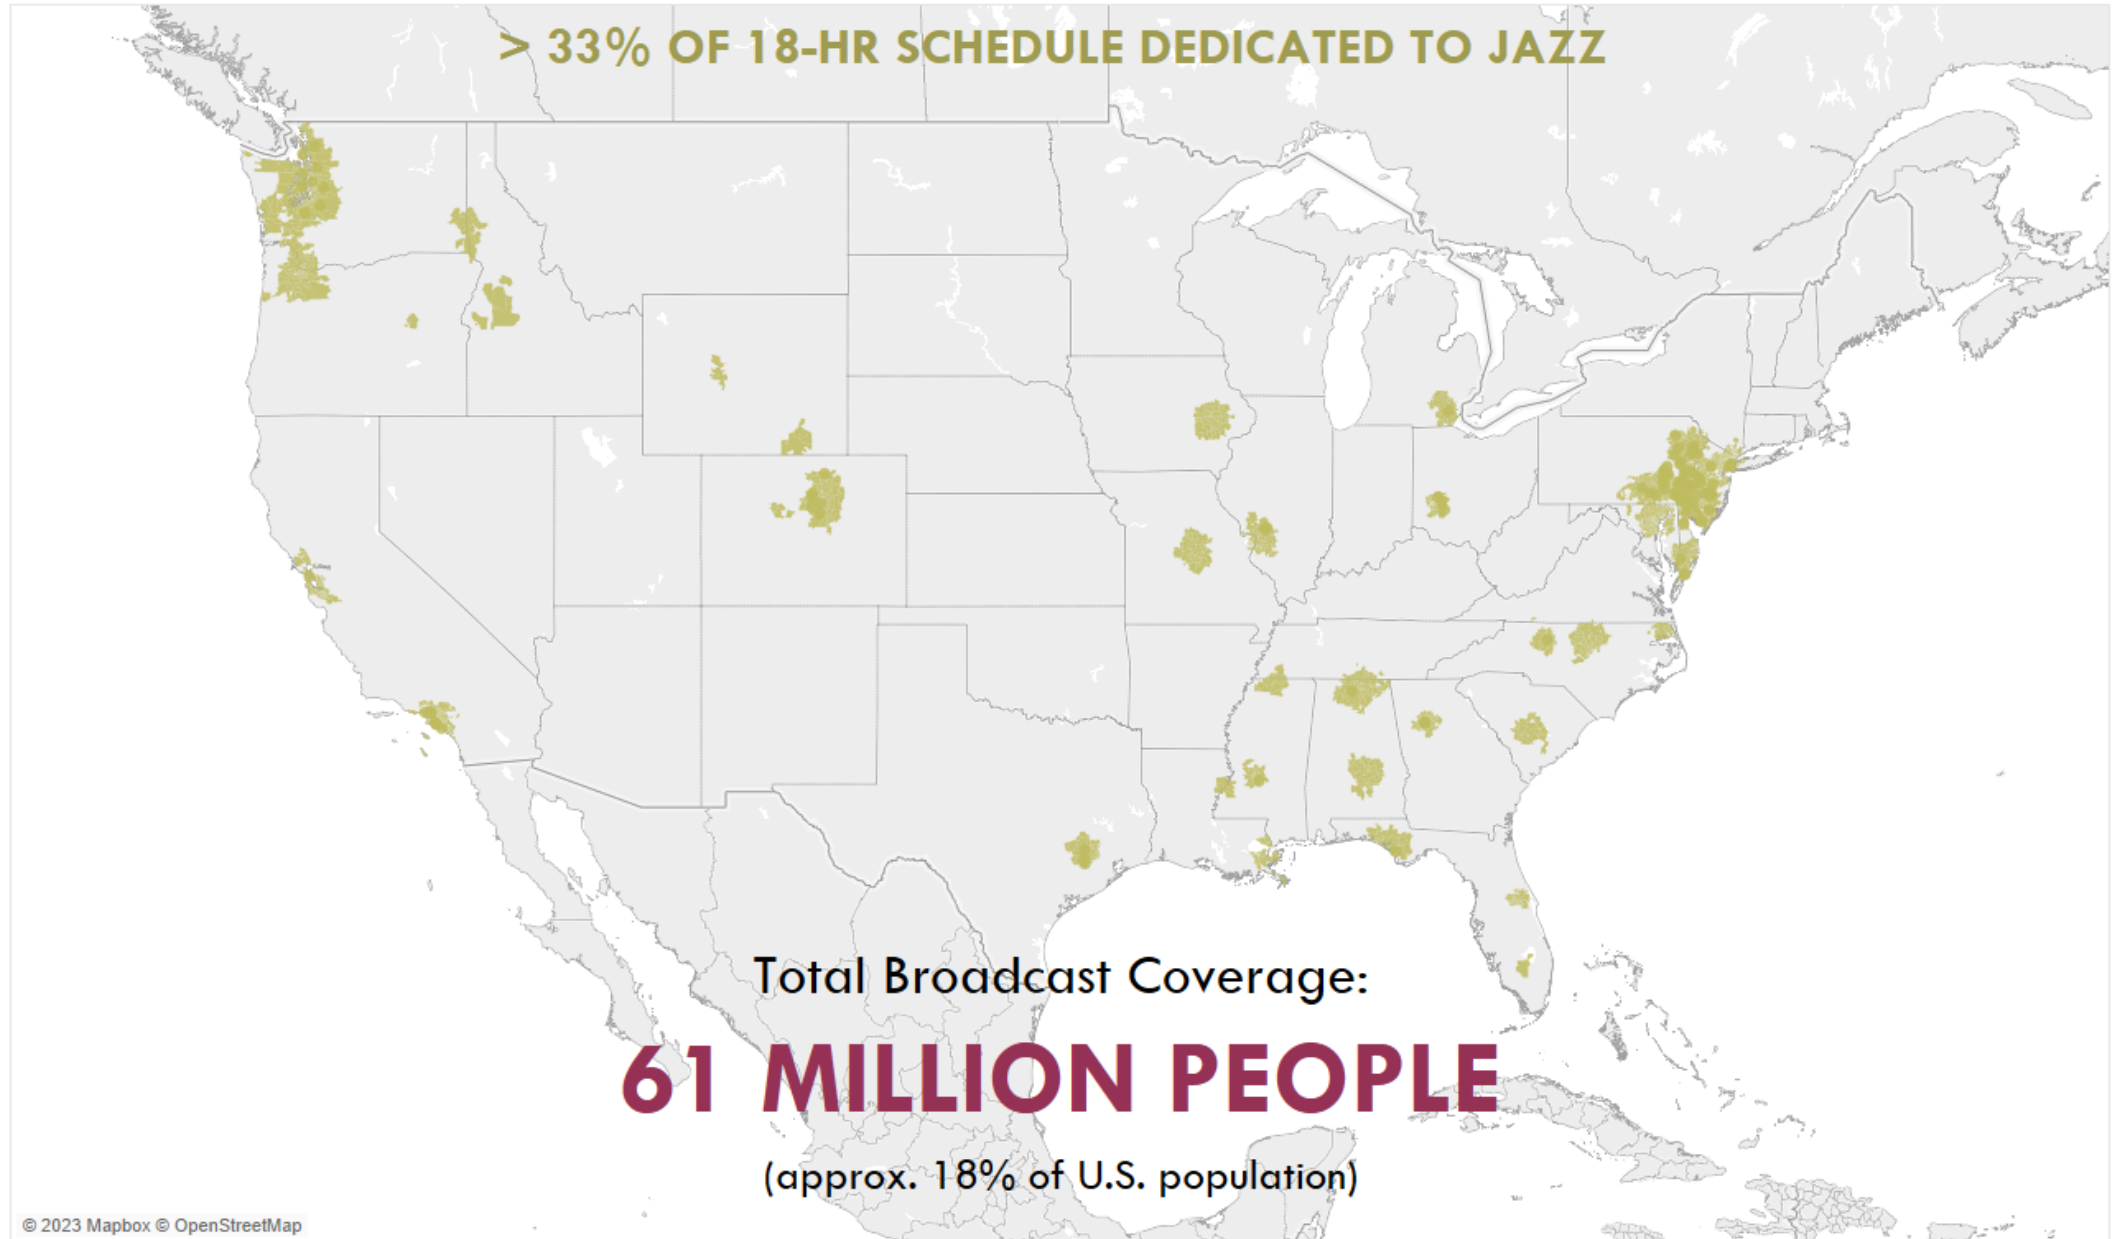 > 33% OF 18-HR SCHEDULE DEDICATED TO JAZZ
Total Broadcast Coverage:
61 MILLION PEOPLE
(approx. 18% of U.S. population)
© 2023 Mapbox © OpenStreetMap